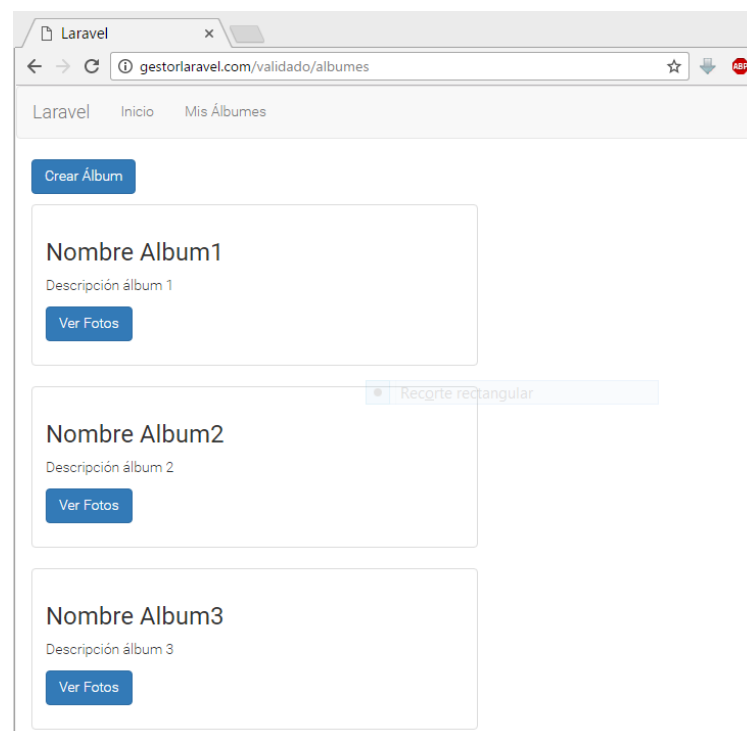 Laravel
gestorlaravel.com/validado/albumes
ABP
Laravel Inicio Mis Álbumes
Crear Álbum
Nombre Album1
Descripción álbum 1
Ver Fotos
Recorte rectangular
Nombre Album2
Descripción álbum 2
Ver Fotos
Nombre Album3
Descripción álbum 3
Ver Fotos